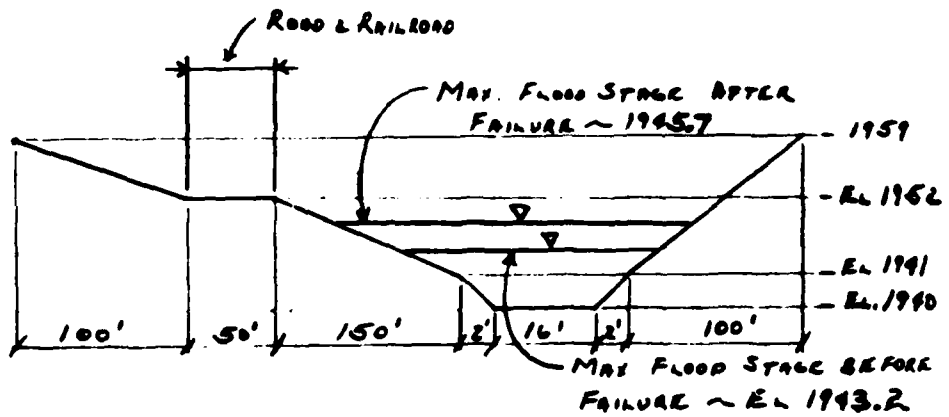 ROAD & RAILROAD
MAX. FLOOD STAGE AFTER
FAILURE ~ 1945.7
- 1959
- EL 1952
- EL 1941
- EL. 1940
100' 50' 150' 2' 16' 2' 100'
MAX FLOOD STAGE BEFORE
FAILURE ~ EL 1943.2